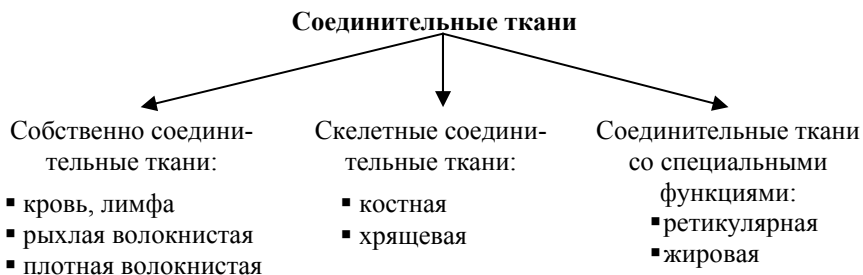 Соединительные ткани
Собственно соедини-
тельные ткани:
▪ кровь, лимфа
▪ рыхлая волокнистая
▪ плотная волокнистая
Скелетные соедини-
тельные ткани:
▪ костная
▪ хрящевая
Соединительные ткани
со специальными
функциями:
▪ретикулярная
▪жировая